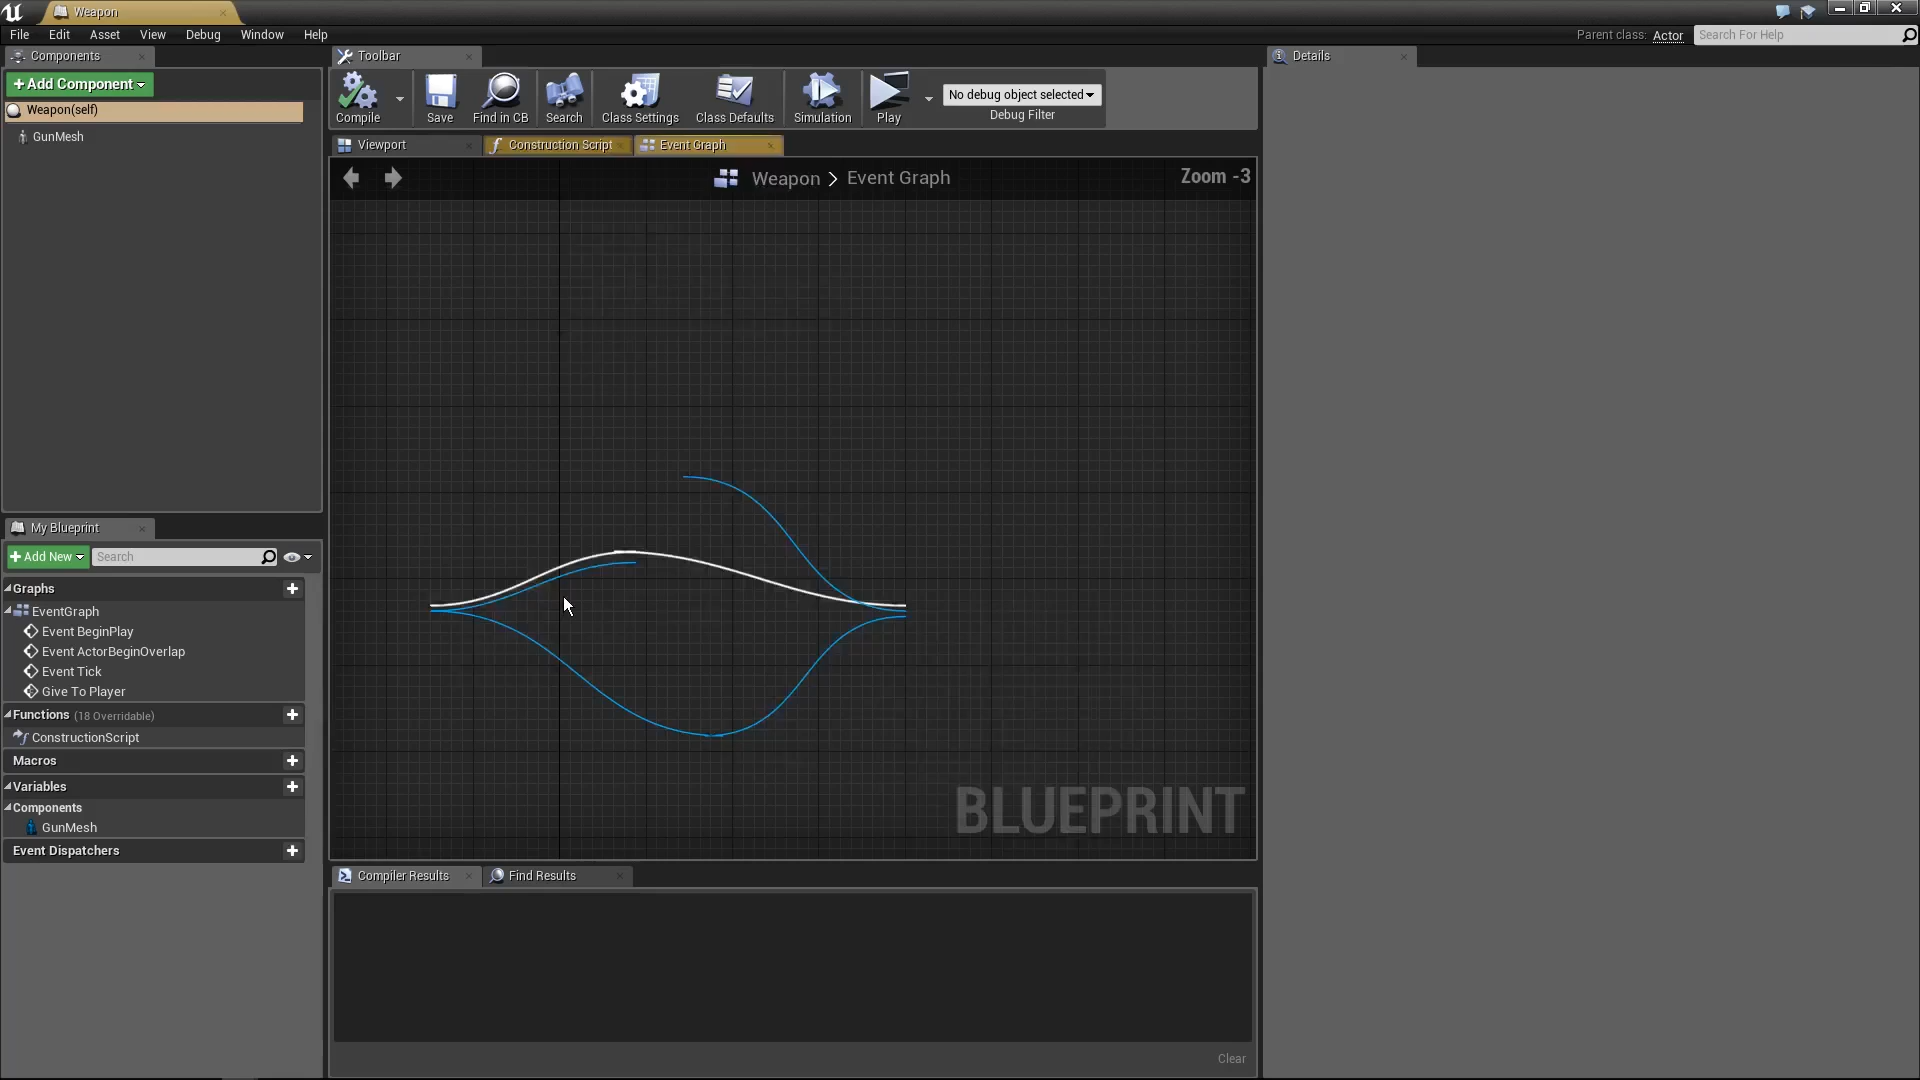 Weapon
File Edit Asset View Debug Window Help
Parent class: Actor
Search For Help
Components
Toolbar
Details
+Add Component
Weapon(self)
GunMesh
Compile
Save
Find in CB
Search
Class Settings
Class Defaults
Simulation
Play
No debug object selected
Debug Filter
Viewport
Construction Script
Event Graph
Weapon > Event Graph
Zoom -3
BLUEPRINT
My Blueprint
+Add New
Search
Graphs
EventGraph
Event BeginPlay
Event ActorBeginOverlap
Event Tick
Give To Player
Functions (18 Overridable)
ConstructionScript
Macros
Variables
Components
GunMesh
Event Dispatchers
Compiler Results
Find Results
Clear